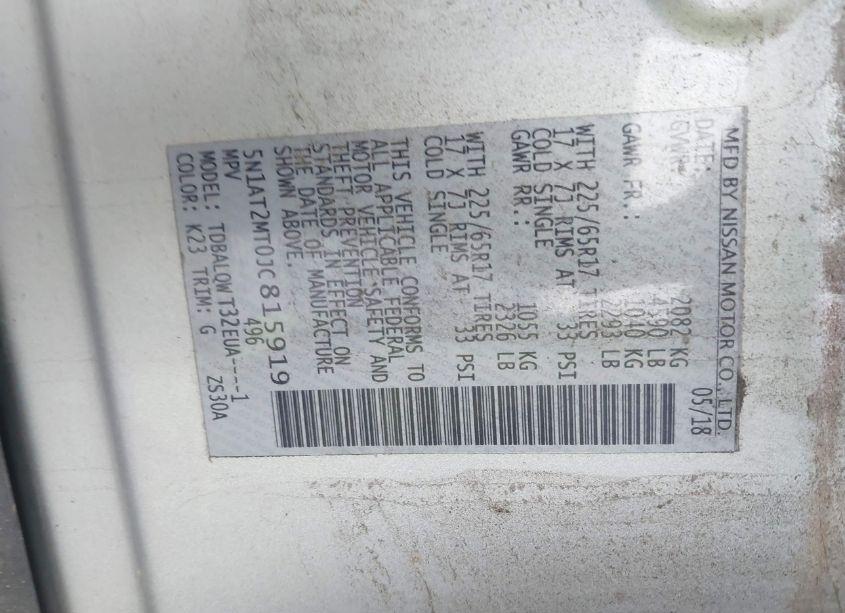 MFD BY NISSAN MOTOR CO., LTD.
DATE: 05/18
GVWR 2082 KG
4590 LB
GAWR FR.: 1040 KG
2293 LB
WITH 225/65R17 TIRES
17 X 7J RIMS AT 33 PSI
COLD SINGLE
GAWR RR.: 1055 KG
2326 LB
WITH 225/65R17 TIRES
17 X 7J RIMS AT 33 PSI
COLD SINGLE
THIS VEHICLE CONFORMS TO
ALL APPLICABLE FEDERAL
MOTOR VEHICLE SAFETY AND
THEFT PREVENTION
STANDARDS IN EFFECT ON
THE DATE OF MANUFACTURE
SHOWN ABOVE.
496
5N1AT2MT0JC815919
MPV
MODEL: TDBALQWT32EUA----1
COLOR: K23 TRIM: G ZS30A